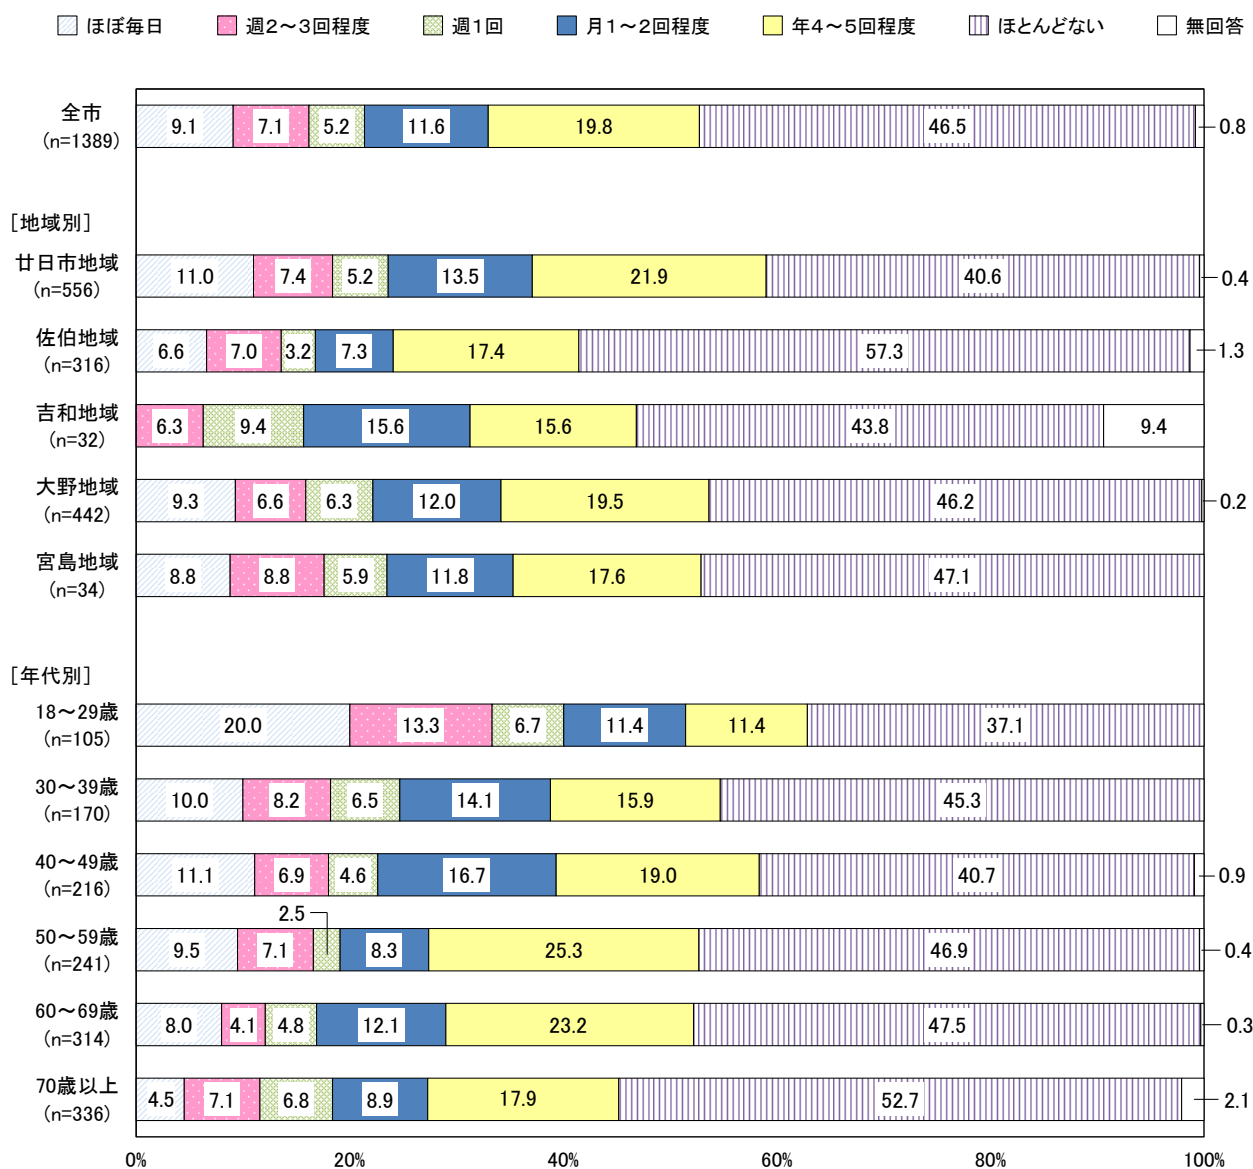 ほぼ毎日 週２～３回程度 週１回 月１～２回程度 年４～５回程度 ほとんどない 無回答
全市
(n=1389)
9.1 7.1 5.2 11.6 19.8 46.5 0.8
［地域別］
廿日市地域
(n=556)
11.0 7.4 5.2 13.5 21.9 40.6 0.4
佐伯地域
(n=316)
6.6 7.0 3.2 7.3 17.4 57.3 1.3
吉和地域
(n=32)
6.3 9.4 15.6 15.6 43.8 9.4
大野地域
(n=442)
9.3 6.6 6.3 12.0 19.5 46.2 0.2
宮島地域
(n=34)
8.8 8.8 5.9 11.8 17.6 47.1
［年代別］
18～29歳
(n=105)
20.0 13.3 6.7 11.4 11.4 37.1
30～39歳
(n=170)
10.0 8.2 6.5 14.1 15.9 45.3
40～49歳
(n=216)
11.1 6.9 4.6 16.7 19.0 40.7 0.9
50～59歳
(n=241)
9.5 7.1 2.5 8.3 25.3 46.9 0.4
60～69歳
(n=314)
8.0 4.1 4.8 12.1 23.2 47.5 0.3
70歳以上
(n=336)
4.5 7.1 6.8 8.9 17.9 52.7 2.1
0% 20% 40% 60% 80% 100%